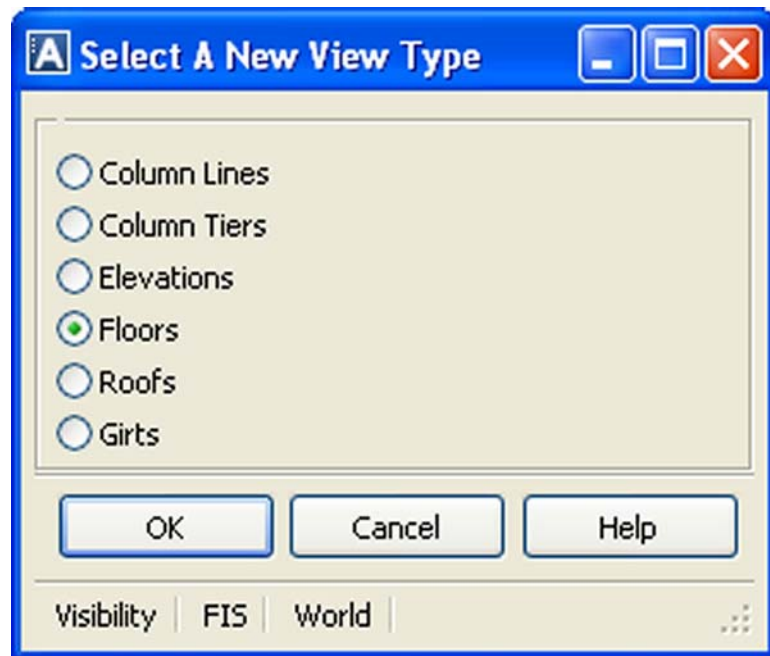 A Select A New View Type
Column Lines
Column Tiers
Elevations
Floors
Roofs
Girts
OK Cancel Help
Visibility FIS World